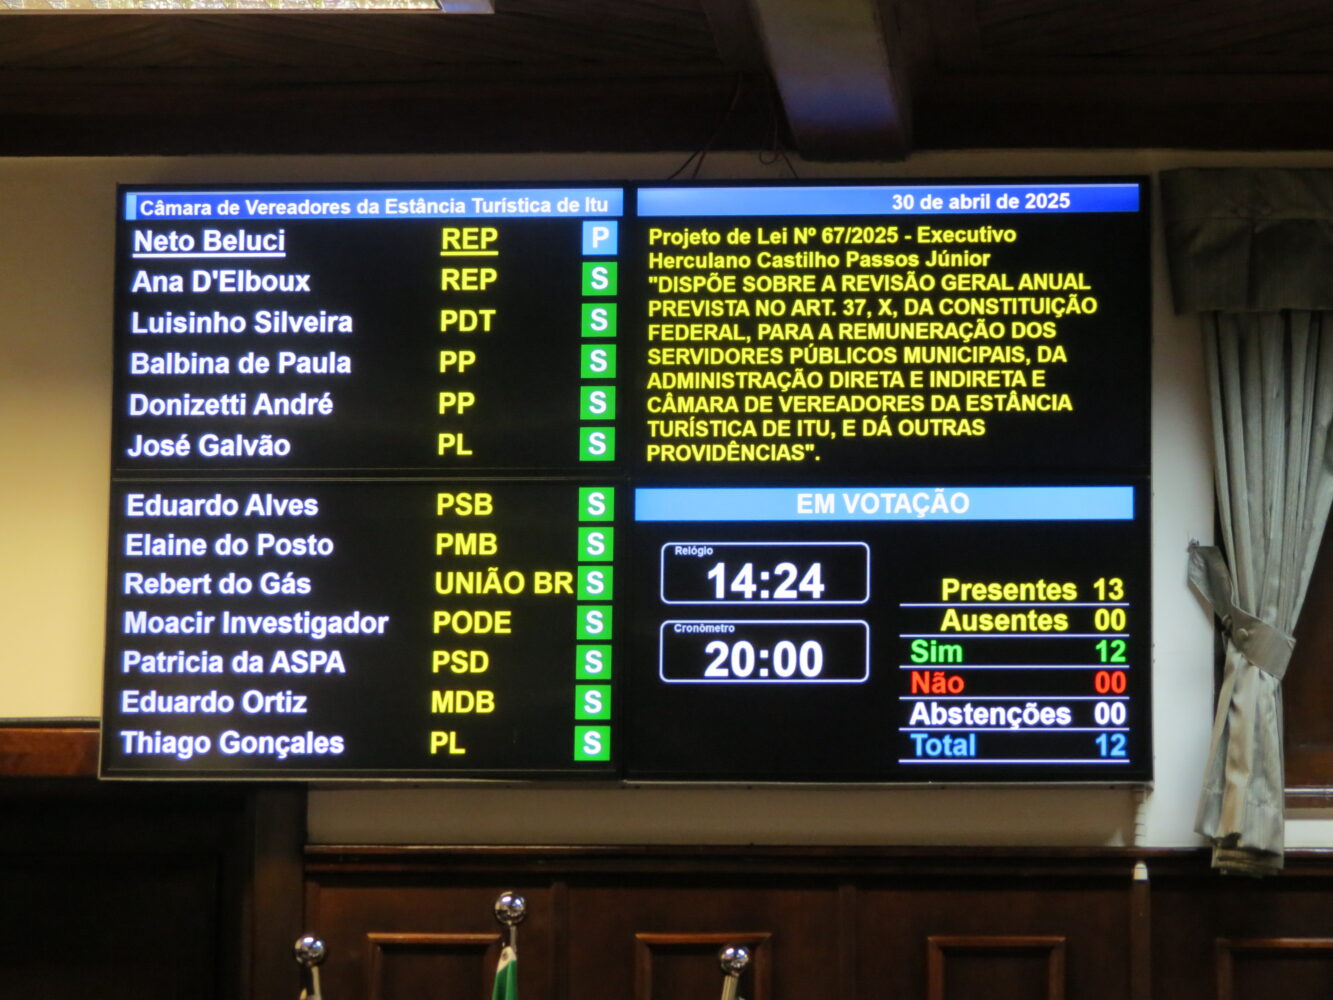 Câmara de Vereadores da Estância Turística de Itu
Neto Beluci REP P
Ana D'Elboux REP S
Luisinho Silveira PDT S
Balbina de Paula PP S
Donizetti André PP S
José Galvão PL S
Eduardo Alves PSB S
Elaine do Posto PMB S
Rebert do Gás UNIÃO BR S
Moacir Investigador PODE S
Patricia da ASPA PSD S
Eduardo Ortiz MDB S
Thiago Gonçales PL S
30 de abril de 2025
Projeto de Lei Nº 67/2025 - Executivo
Herculano Castilho Passos Júnior
"DISPÕE SOBRE A REVISÃO GERAL ANUAL
PREVISTA NO ART. 37, X, DA CONSTITUIÇÃO
FEDERAL, PARA A REMUNERAÇÃO DOS
SERVIDORES PÚBLICOS MUNICIPAIS, DA
ADMINISTRAÇÃO DIRETA E INDIRETA E
CÂMARA DE VEREADORES DA ESTÂNCIA
TURÍSTICA DE ITU, E DÁ OUTRAS
PROVIDÊNCIAS".
EM VOTAÇÃO
Relógio
14:24
Cronômetro
20:00
Presentes 13
Ausentes 00
Sim 12
Não 00
Abstenções 00
Total 12